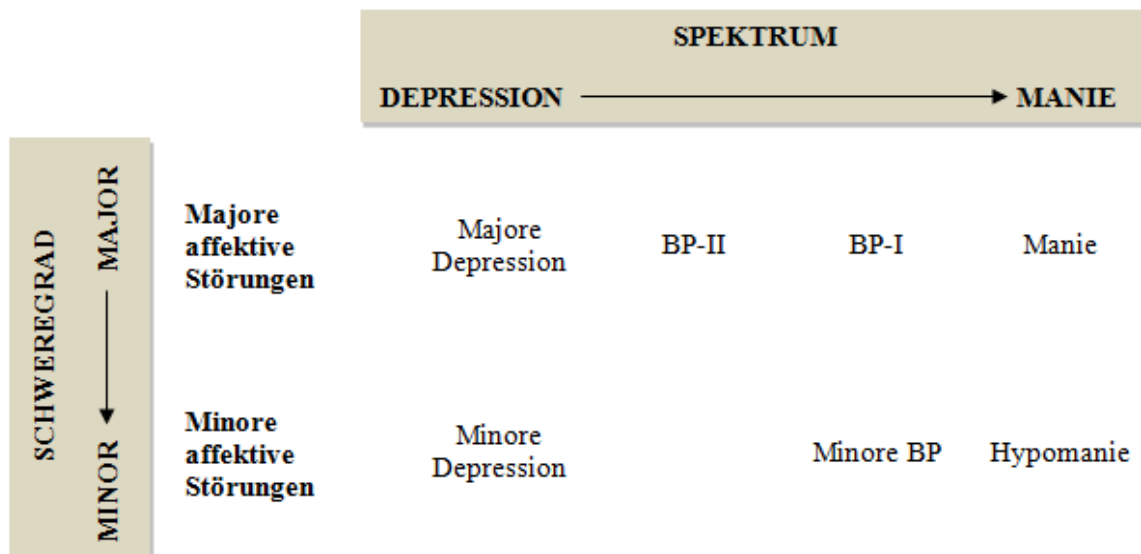 SPEKTRUM
DEPRESSION MANIE
SCHWEREGRAD
MAJOR
MINOR
Majore
affektive
Störungen
Majore
Depression
BP-II
BP-I
Manie
Minore
affektive
Störungen
Minore
Depression
Minore BP
Hypomanie